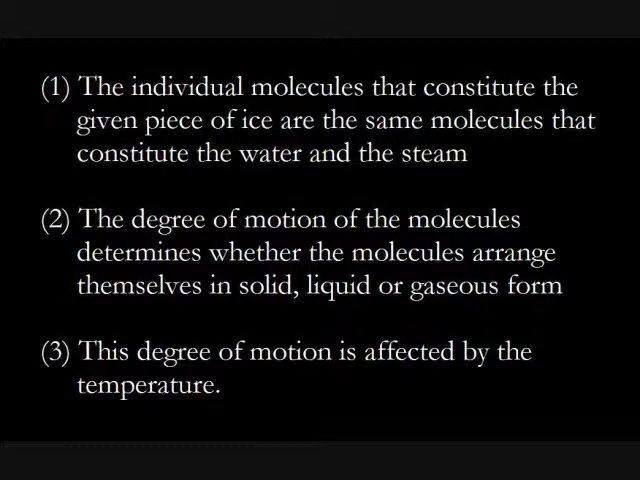 (1) The individual molecules that constitute the
given piece of ice are the same molecules that
constitute the water and the steam
(2) The degree of motion of the molecules
determines whether the molecules arrange
themselves in solid, liquid or gaseous form
(3) This degree of motion is affected by the
temperature.